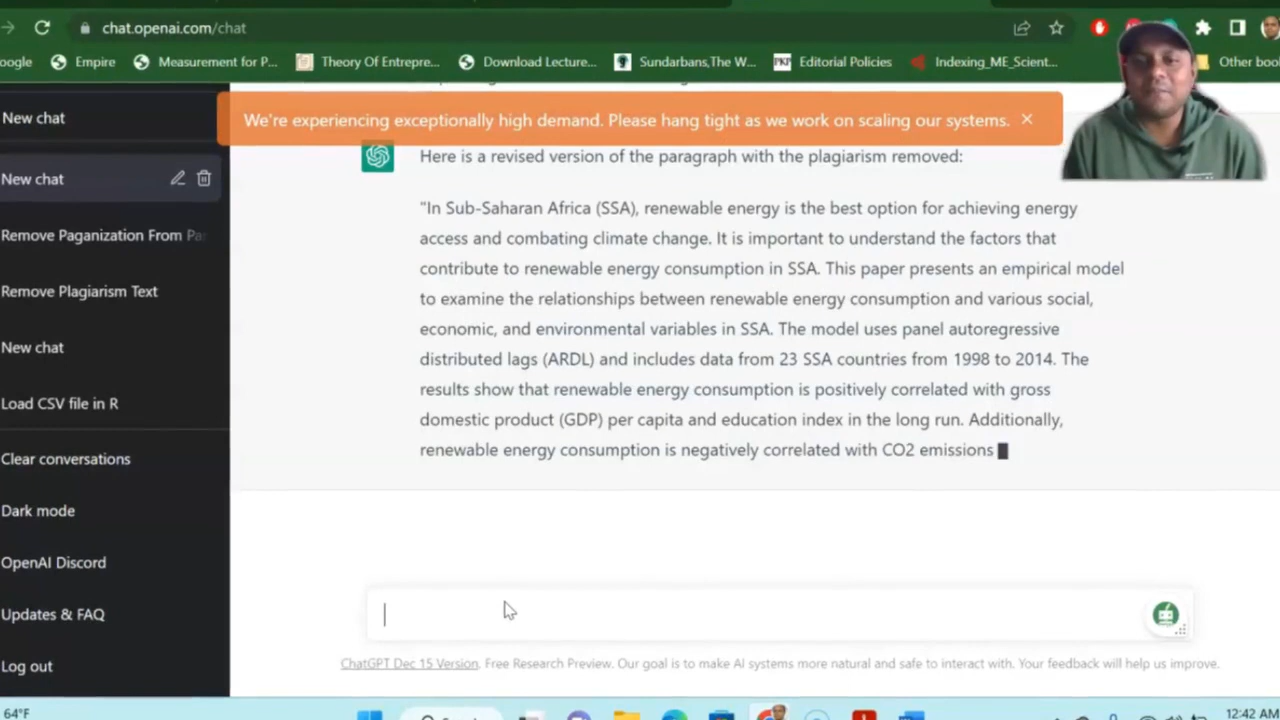 chat.openai.com/chat
oogle Empire Measurement for P... Theory Of Entrepre... Download Lecture... Sundarbans,The W... PKP Editorial Policies Indexing_ME_Scient... Other boo
New chat
New chat
Remove Paganization From Par
Remove Plagiarism Text
New chat
Load CSV file in R
Clear conversations
Dark mode
OpenAI Discord
Updates & FAQ
Log out
We're experiencing exceptionally high demand. Please hang tight as we work on scaling our systems.
Here is a revised version of the paragraph with the plagiarism removed:
"In Sub-Saharan Africa (SSA), renewable energy is the best option for achieving energy
access and combating climate change. It is important to understand the factors that
contribute to renewable energy consumption in SSA. This paper presents an empirical model
to examine the relationships between renewable energy consumption and various social,
economic, and environmental variables in SSA. The model uses panel autoregressive
distributed lags (ARDL) and includes data from 23 SSA countries from 1998 to 2014. The
results show that renewable energy consumption is positively correlated with gross
domestic product (GDP) per capita and education index in the long run. Additionally,
renewable energy consumption is negatively correlated with CO2 emissions
ChatGPT Dec 15 Version. Free Research Preview. Our goal is to make AI systems more natural and safe to interact with. Your feedback will help us improve.
64°F
12:42 AM